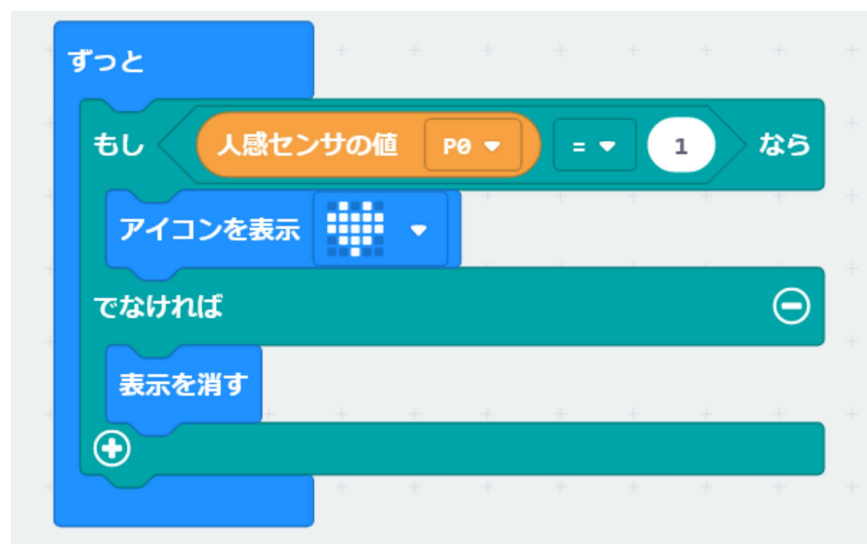 ずっと
もし 人感センサの値 P0 = 1 なら
アイコンを表示
でなければ
表示を消す